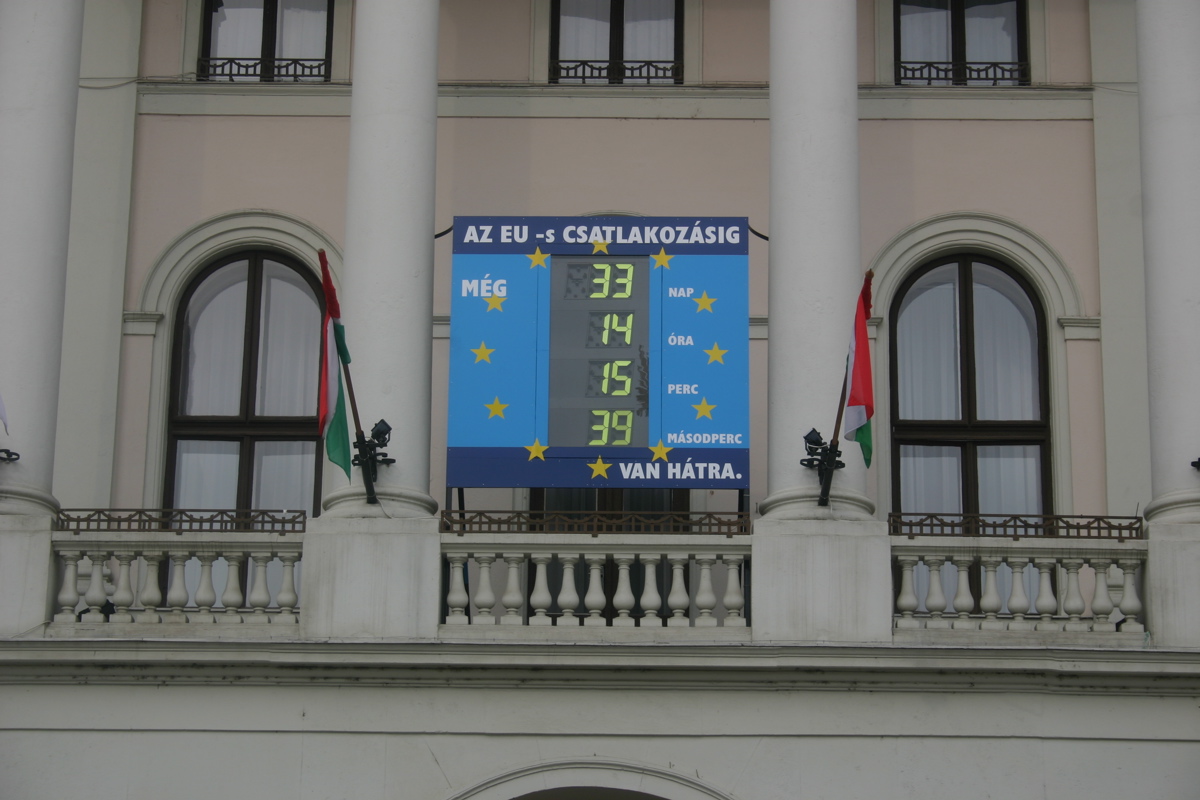 AZ EU -s CSATLAKOZÁSIG
MÉG 33 NAP
14 ÓRA
15 PERC
39 MÁSODPERC
VAN HÁTRA.